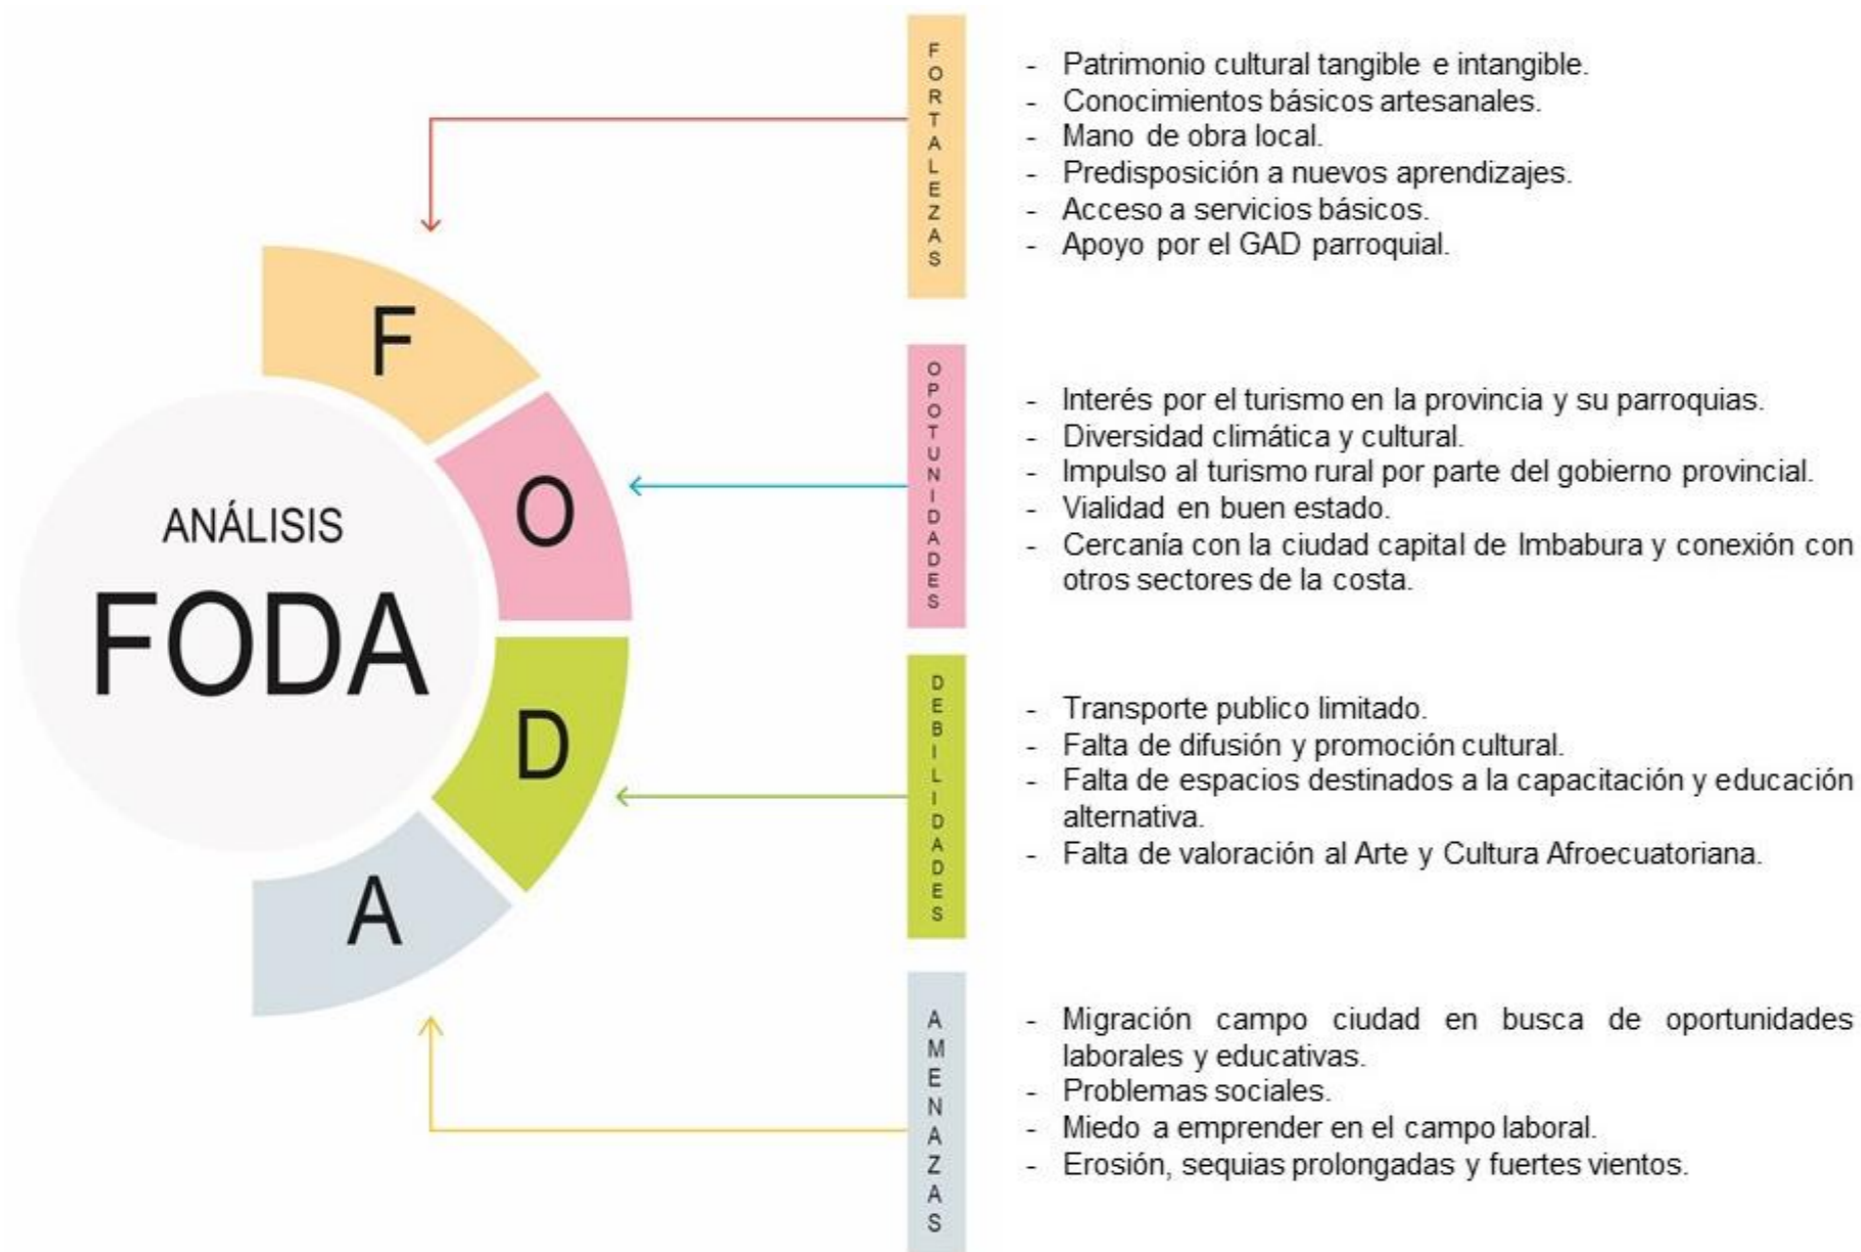 ANÁLISIS
FODA
F
O
D
A
FORTALEZAS
- Patrimonio cultural tangible e intangible.
- Conocimientos básicos artesanales.
- Mano de obra local.
- Predisposición a nuevos aprendizajes.
- Acceso a servicios básicos.
- Apoyo por el GAD parroquial.
OPOTUNIDADES
- Interés por el turismo en la provincia y su parroquias.
- Diversidad climática y cultural.
- Impulso al turismo rural por parte del gobierno provincial.
- Vialidad en buen estado.
- Cercanía con la ciudad capital de Imbabura y conexión con
otros sectores de la costa.
DEBILIDADES
- Transporte publico limitado.
- Falta de difusión y promoción cultural.
- Falta de espacios destinados a la capacitación y educación
alternativa.
- Falta de valoración al Arte y Cultura Afroecuatoriana.
AMENAZAS
- Migración campo ciudad en busca de oportunidades
laborales y educativas.
- Problemas sociales.
- Miedo a emprender en el campo laboral.
- Erosión, sequias prolongadas y fuertes vientos.